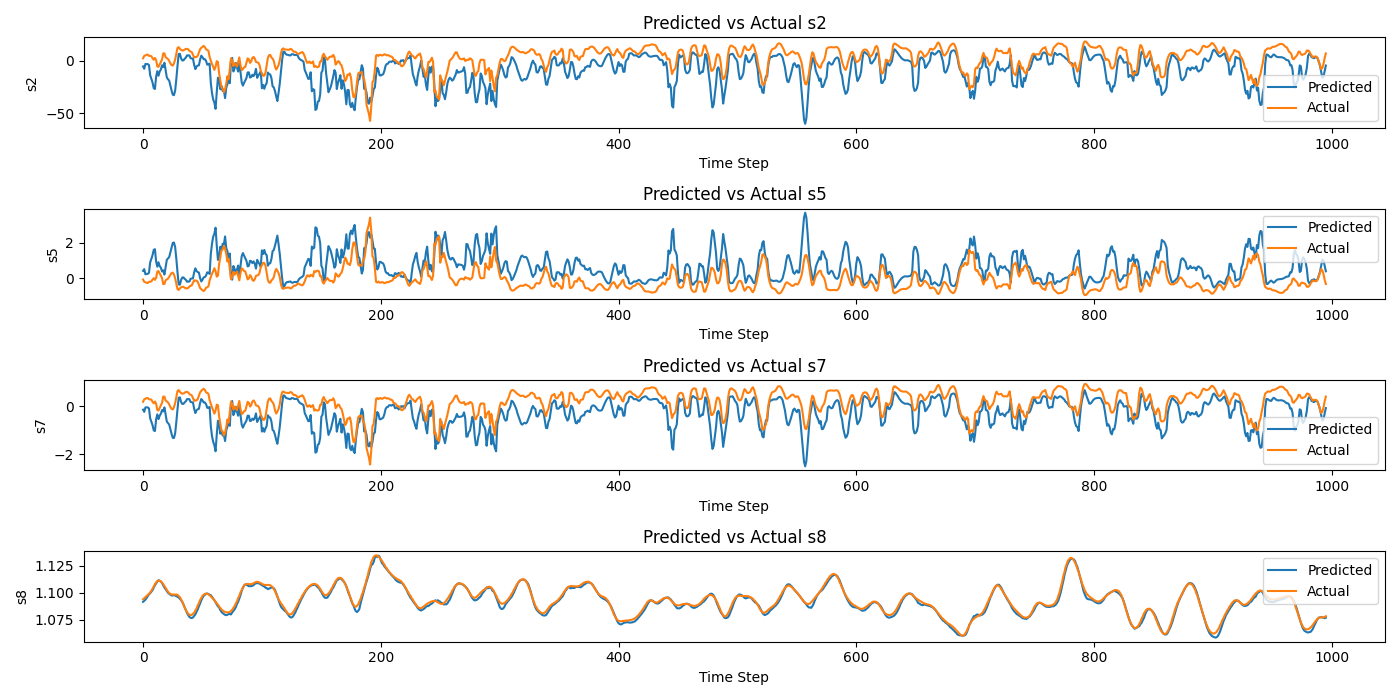 Predicted vs Actual s2
s2
0
−50
Predicted
Actual
0 200 400 600 800 1000
Time Step
Predicted vs Actual s5
s5
2
0
Predicted
Actual
0 200 400 600 800 1000
Time Step
Predicted vs Actual s7
s7
0
−2
Predicted
Actual
0 200 400 600 800 1000
Time Step
Predicted vs Actual s8
s8
1.125
1.100
1.075
Predicted
Actual
0 200 400 600 800 1000
Time Step